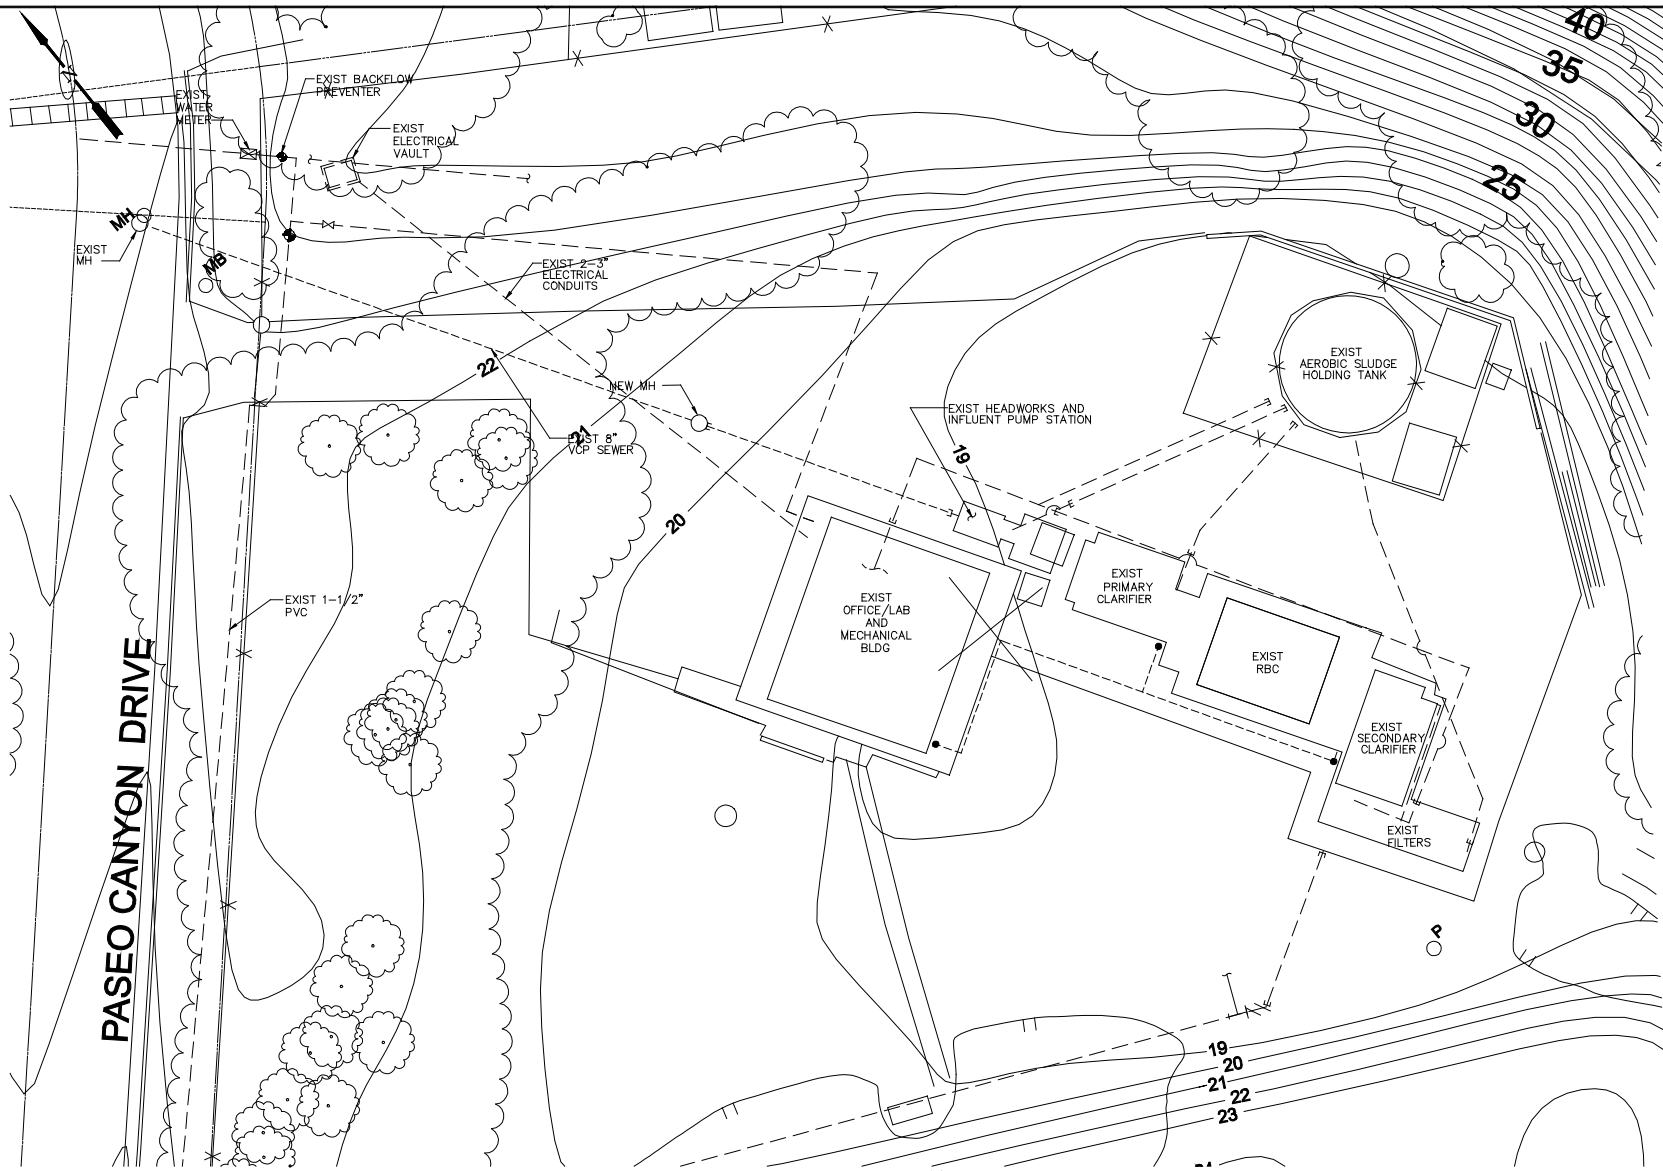 40
35
30
25
N
EXIST BACKFLOW
PREVENTER
EXIST
WATER
METER
EXIST
ELECTRICAL
VAULT
MH
EXIST
MH
MB
EXIST 2-3"
ELECTRICAL
CONDUITS
22
NEW MH
21
EXIST 8"
VCP SEWER
EXIST
AEROBIC SLUDGE
HOLDING TANK
EXIST HEADWORKS AND
INFLUENT PUMP STATION
19
20
EXIST 1-1/2"
PVC
EXIST
OFFICE/LAB
AND
MECHANICAL
BLDG
EXIST
PRIMARY
CLARIFIER
EXIST
RBC
EXIST
SECONDARY
CLARIFIER
EXIST
FILTERS
PASEO CANYON DRIVE
P
19
20
21
22
23